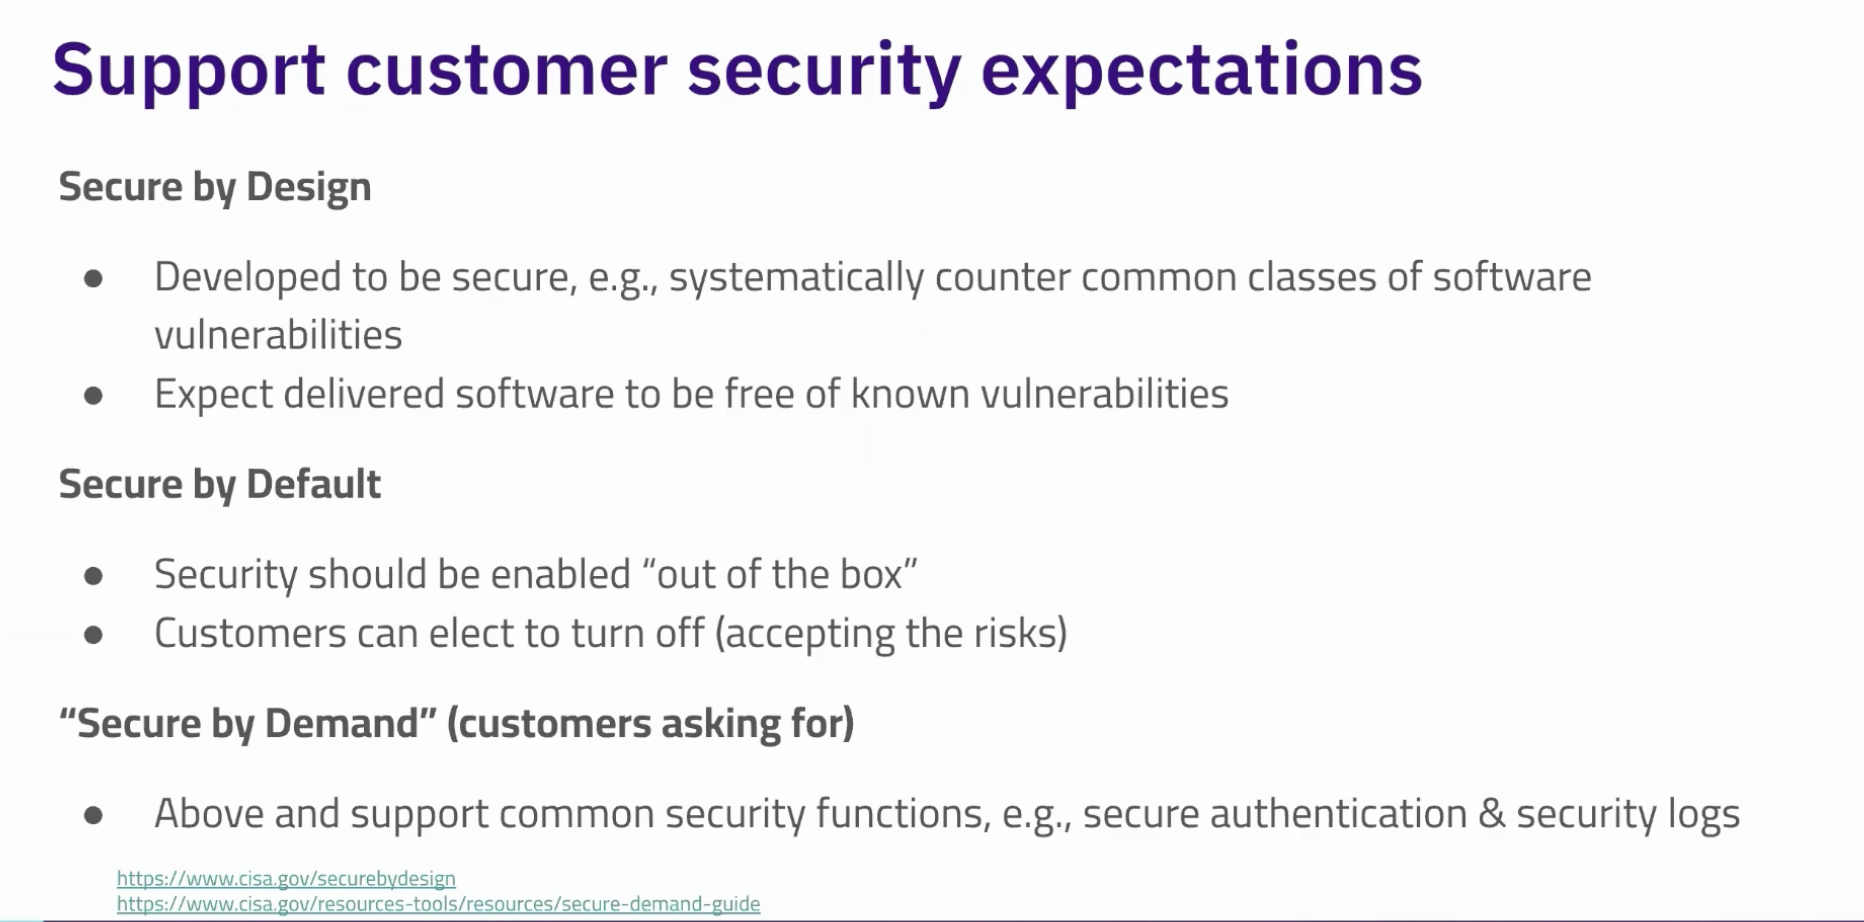 Support customer security expectations
Secure by Design
● Developed to be secure, e.g., systematically counter common classes of software
vulnerabilities
● Expect delivered software to be free of known vulnerabilities
Secure by Default
● Security should be enabled “out of the box”
● Customers can elect to turn off (accepting the risks)
“Secure by Demand” (customers asking for)
● Above and support common security functions, e.g., secure authentication & security logs
https://www.cisa.gov/securebydesign
https://www.cisa.gov/resources-tools/resources/secure-demand-guide